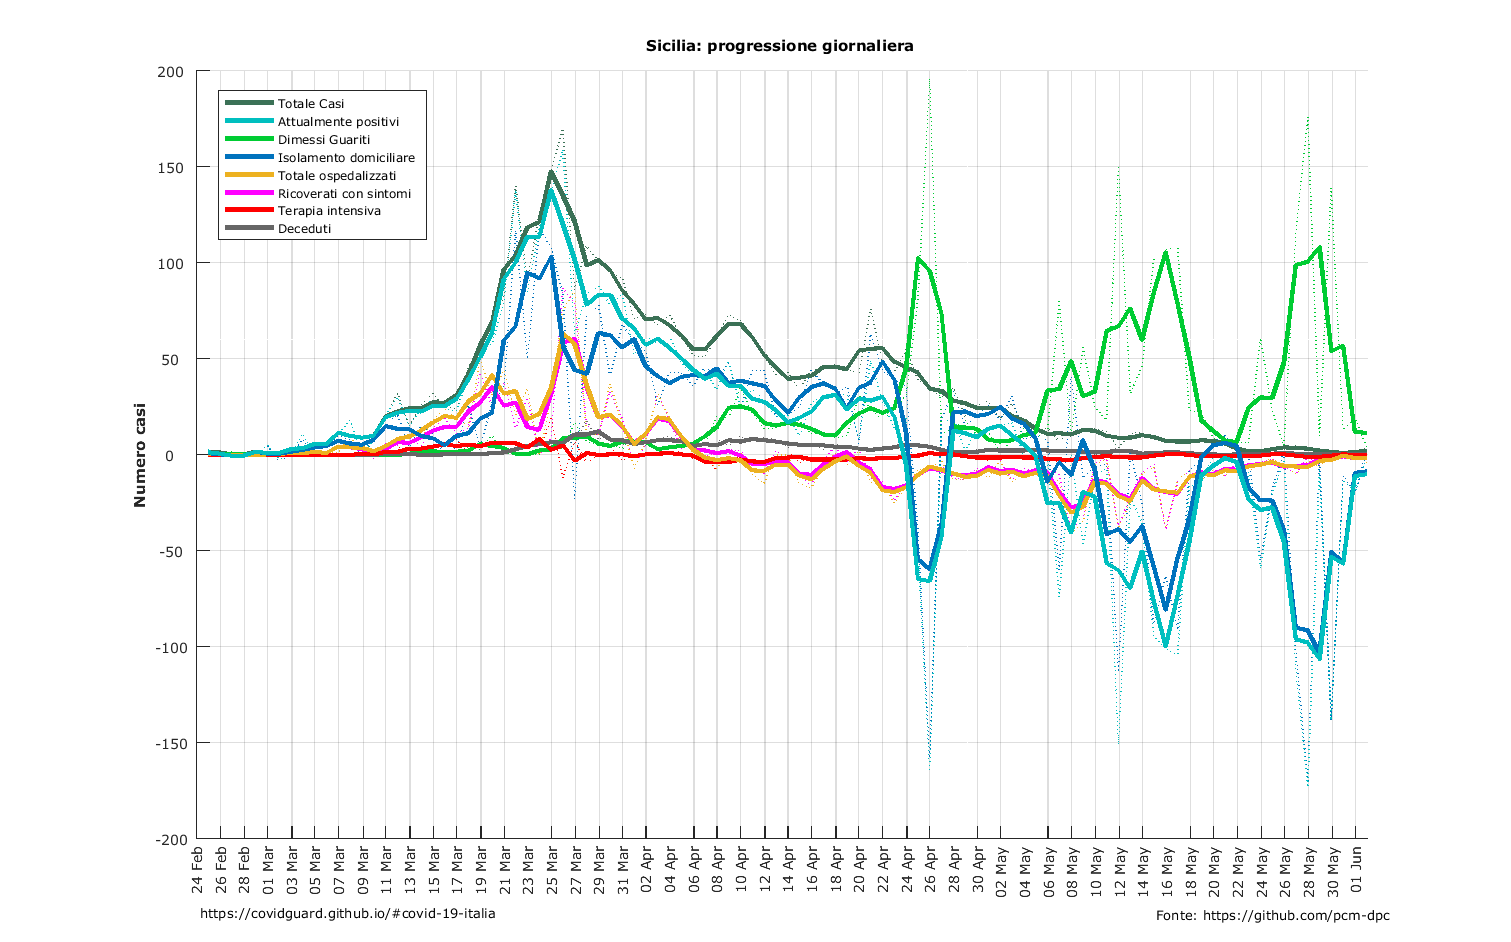 Sicilia: progressione giornaliera
Numero casi
200
150
100
50
0
-50
-100
-150
-200
Totale Casi
Attualmente positivi
Dimessi Guariti
Isolamento domiciliare
Totale ospedalizzati
Ricoverati con sintomi
Terapia intensiva
Deceduti
24 Feb
26 Feb
28 Feb
01 Mar
03 Mar
05 Mar
07 Mar
09 Mar
11 Mar
13 Mar
15 Mar
17 Mar
19 Mar
21 Mar
23 Mar
25 Mar
27 Mar
29 Mar
31 Mar
02 Apr
04 Apr
06 Apr
08 Apr
10 Apr
12 Apr
14 Apr
16 Apr
18 Apr
20 Apr
22 Apr
24 Apr
26 Apr
28 Apr
30 Apr
02 May
04 May
06 May
08 May
10 May
12 May
14 May
16 May
18 May
20 May
22 May
24 May
26 May
28 May
30 May
01 Jun
https://covidguard.github.io/#covid-19-italia
Fonte: https://github.com/pcm-dpc